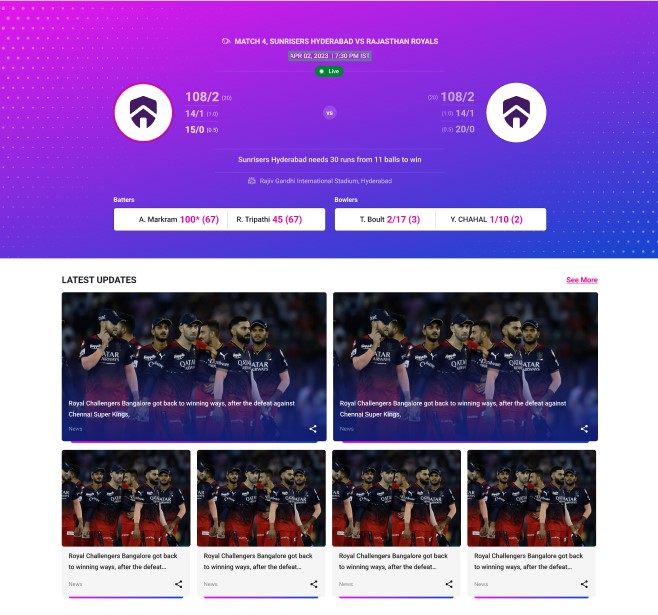 MATCH 4, SUNRISERS HYDERABAD VS RAJASTHAN ROYALS
APR 02, 2023 | 7:30 PM IST
Live
108/2 (20)
14/1 (1.0)
15/0 (0.5)
vs
(20) 108/2
(1.0) 14/1
(0.5) 20/0
Sunrisers Hyderabad needs 30 runs from 11 balls to win
Rajiv Gandhi International Stadium, Hyderabad
Batters
A. Markram 100* (67)
R. Tripathi 45 (67)
Bowlers
T. Boult 2/17 (3)
Y. CHAHAL 1/10 (2)
LATEST UPDATES
See More
QATAR
AIRWAYS
Royal Challengers Bangalore got back to winning ways, after the defeat against
Chennai Super Kings,
News
QATAR
AIRWAYS
Royal Challengers Bangalore got back to winning ways, after the defeat against
Chennai Super Kings,
News
Royal Challengers Bangalore got back
to winning ways, after the defeat...
News
Royal Challengers Bangalore got back
to winning ways, after the defeat...
News
Royal Challengers Bangalore got back
to winning ways, after the defeat...
News
Royal Challengers Bangalore got back
to winning ways, after the defeat...
News